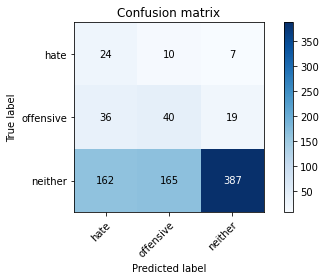 Confusion matrix
hate 24 10 7
offensive 36 40 19
neither 162 165 387
hate offensive neither
True label
Predicted label
350
300
250
200
150
100
50